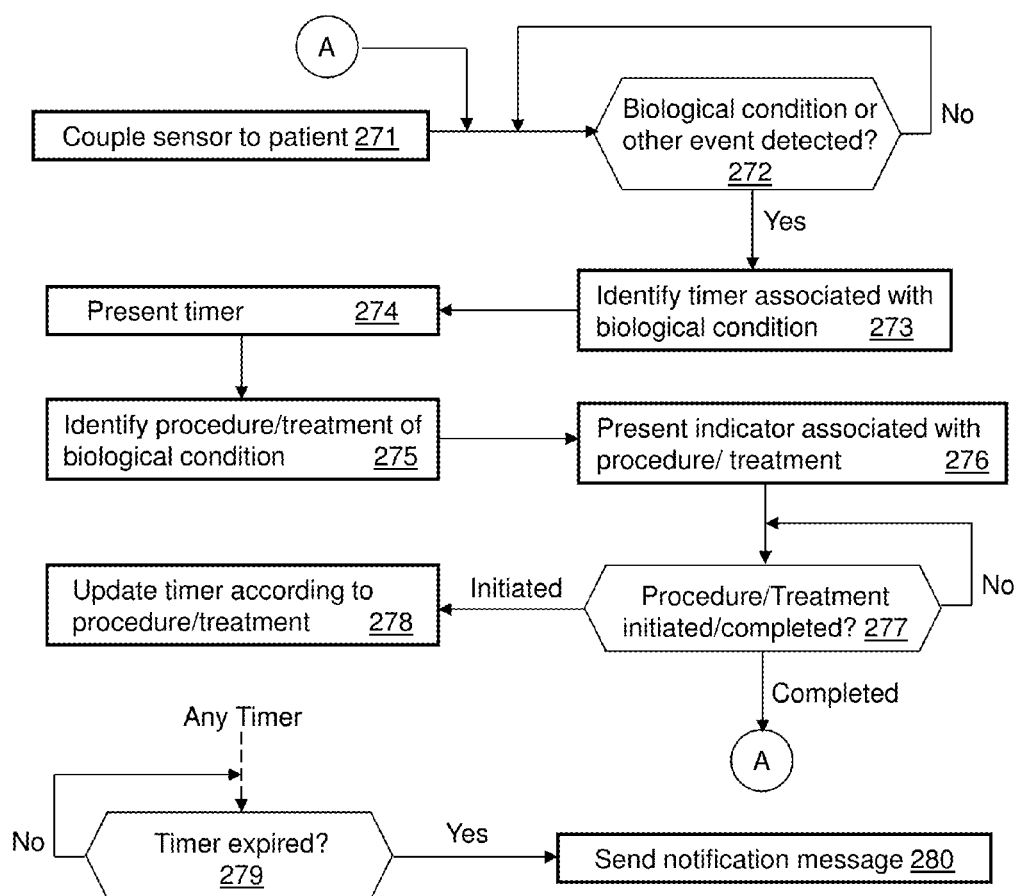 A
Couple sensor to patient 271
Biological condition or
other event detected?
272
No
Yes
Identify timer associated with
biological condition 273
Present timer 274
Identify procedure/treatment of
biological condition 275
Present indicator associated with
procedure/ treatment 276
Procedure/Treatment
initiated/completed? 277
No
Initiated
Update timer according to
procedure/treatment 278
Completed
A
Any Timer
Timer expired?
279
No
Yes
Send notification message 280